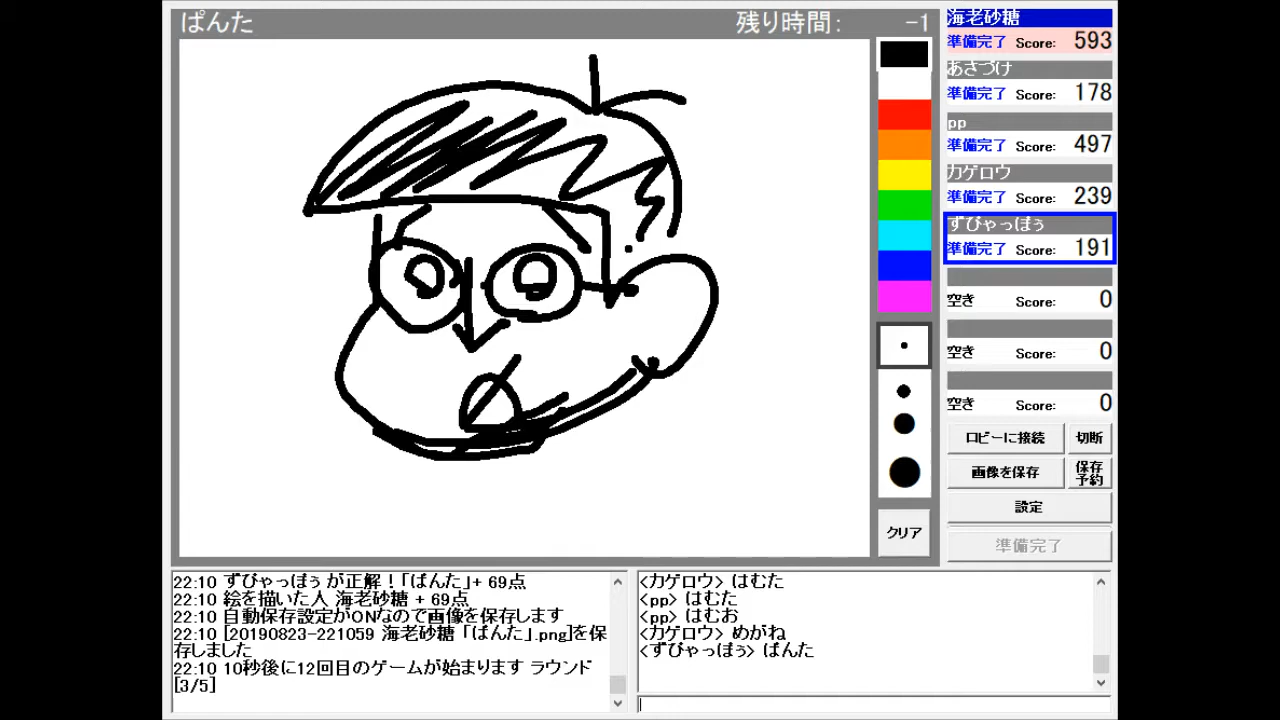 ぱんた
残り時間: -1
海老砂糖
準備完了 Score: 593
あさづけ
準備完了 Score: 178
pp
準備完了 Score: 497
カゲロウ
準備完了 Score: 239
ずびゃっぽぅ
準備完了 Score: 191
空き Score: 0
空き Score: 0
空き Score: 0
ロビーに接続 切断
画像を保存 保存予約
設定
準備完了
クリア
22:10 ずびゃっぽぅ が正解！「ぱんた」+ 69点
22:10 絵を描いた人 海老砂糖 + 69点
22:10 自動保存設定がONなので画像を保存します
22:10 [20190823-221059 海老砂糖 「ぱんた」.png]を保
存しました
22:10 10秒後に12回目のゲームが始まります ラウンド
[3/5]
<カゲロウ> はむた
<pp> はむた
<pp> はむお
<カゲロウ> めがね
<ずびゃっぽぅ> ぱんた